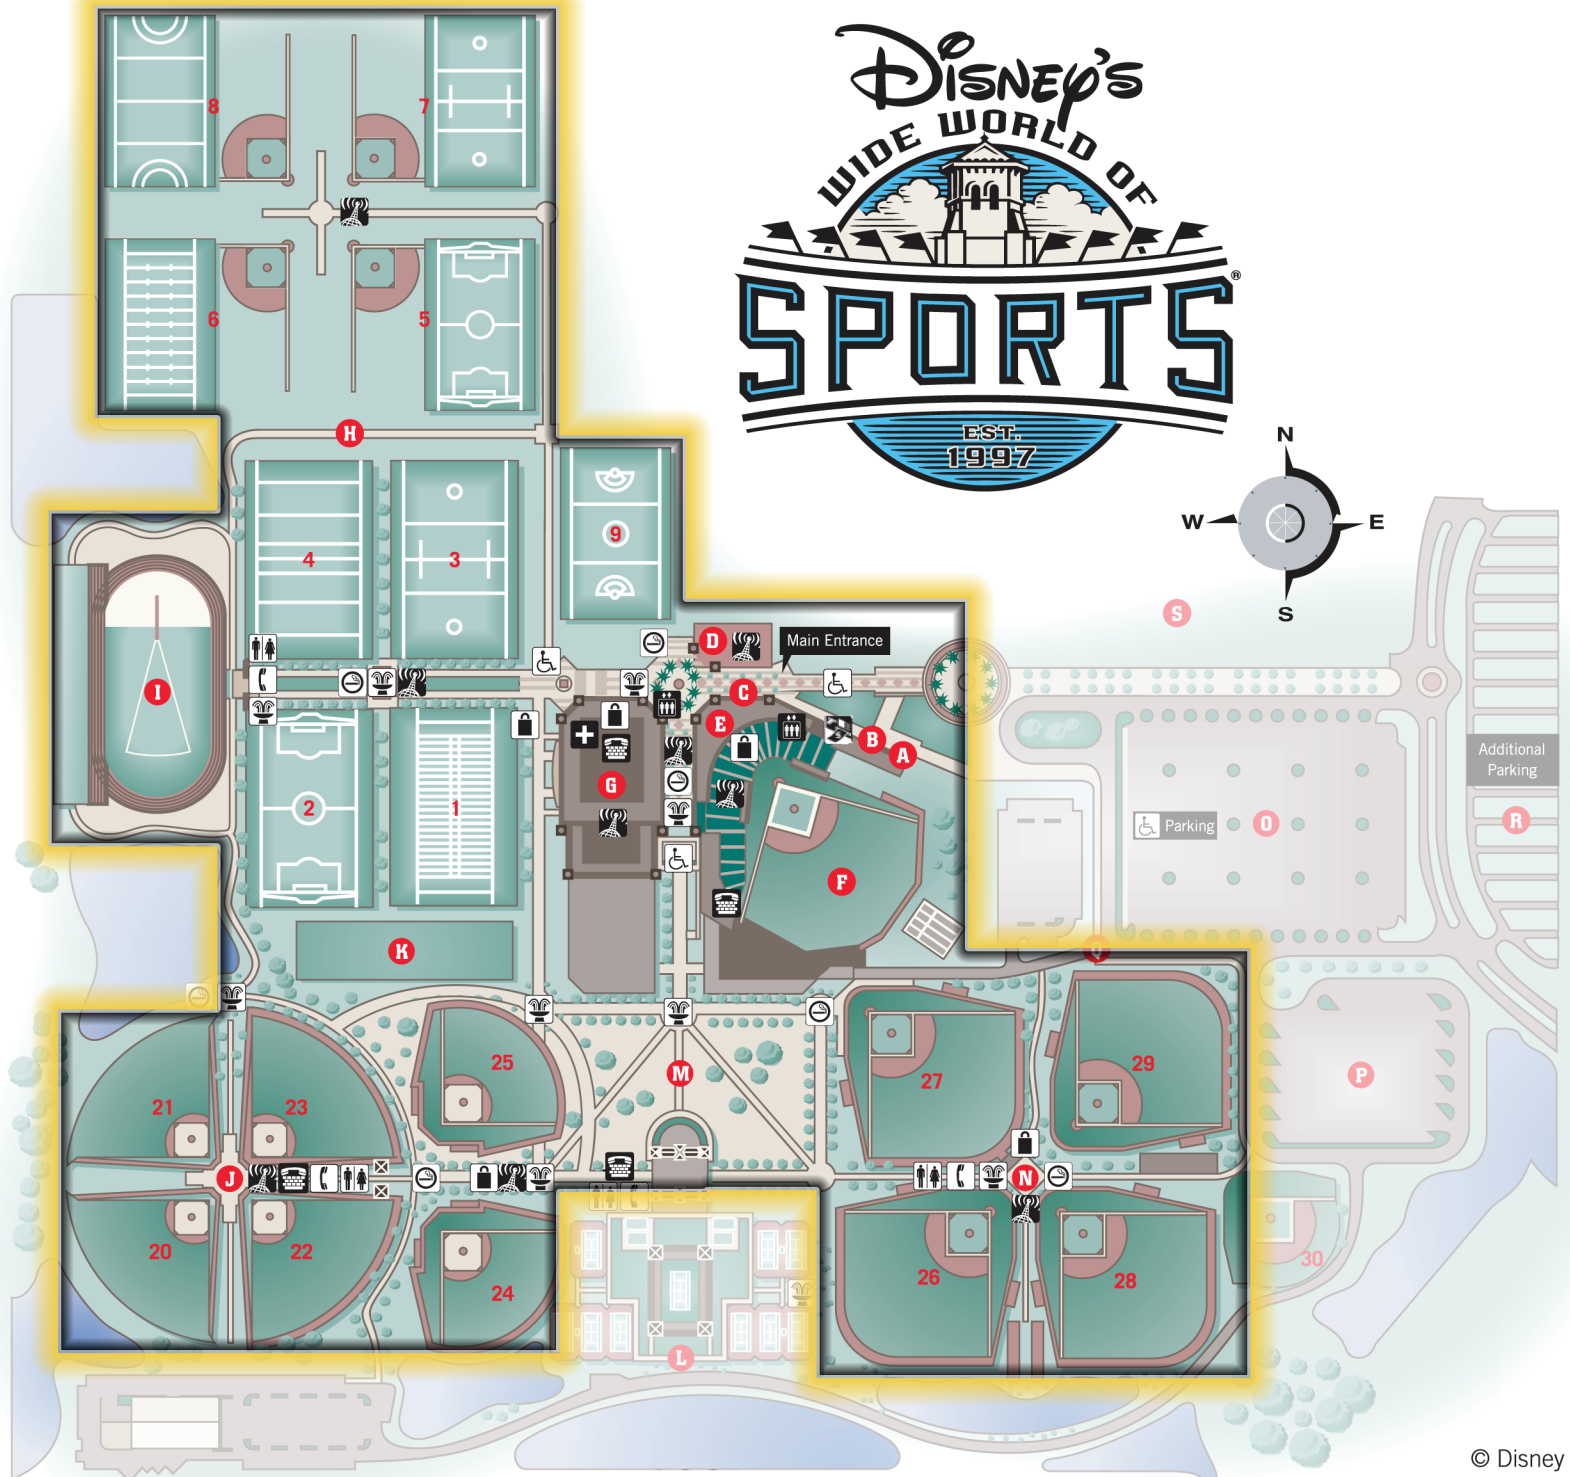 DISNEY'S
WIDE WORLD OF
SPORTS®
EST.
1997
N
W E
S
8
7
6
5
H
4
3
9
S
D
Main Entrance
I
C
E
B
A
Additional
Parking
G
2
1
Parking
O
R
F
K
Q
25
M
27
29
P
21
23
J
N
20
22
24
26
28
30
L
© Disney